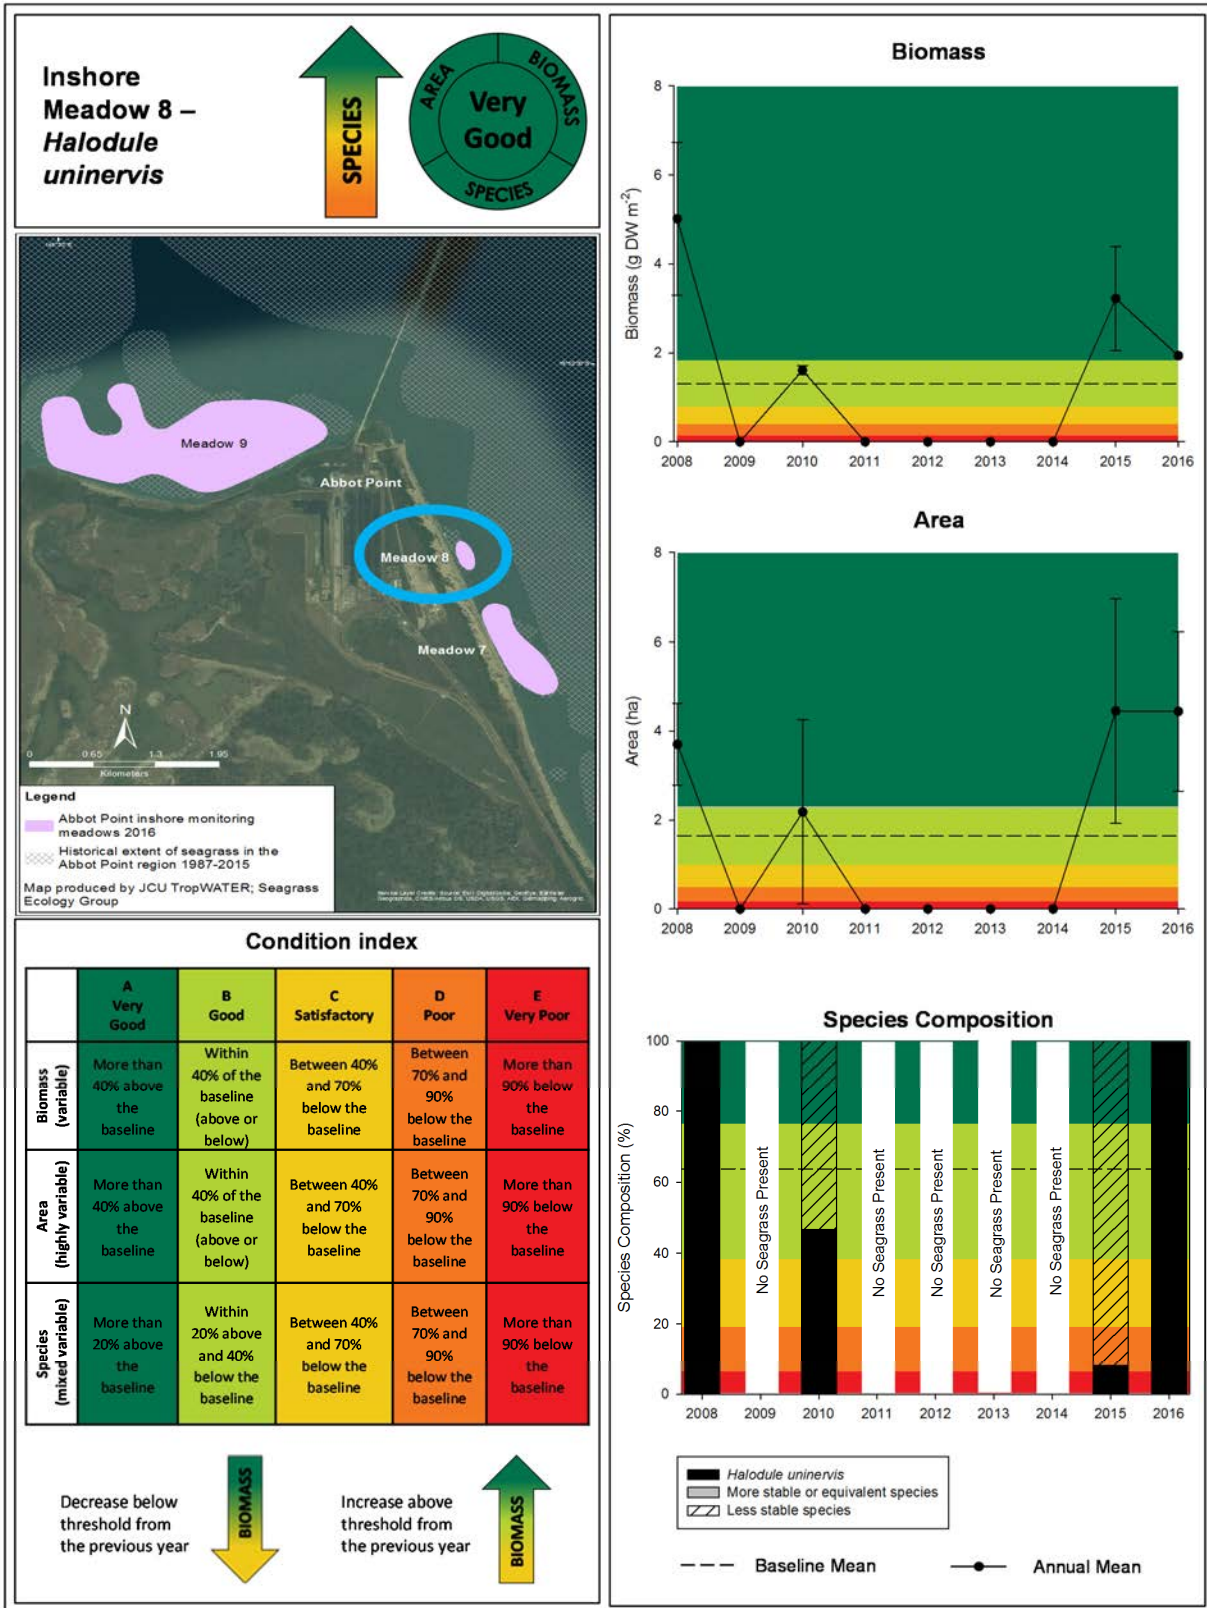 Inshore
Meadow 8 –
Halodule
uninervis
SPECIES
AREA
BIOMASS
SPECIES
Very
Good
Meadow 9
Abbot Point
Meadow 8
Meadow 7
N
0 0.65 1.3 1.95
Kilometers
Legend
Abbot Point inshore monitoring
meadows 2016
Historical extent of seagrass in the
Abbot Point region 1987-2015
Map produced by JCU TropWATER; Seagrass
Ecology Group
Condition index
A
Very
Good
B
Good
C
Satisfactory
D
Poor
E
Very Poor
Biomass
(variable)
More than
40% above
the
baseline
Within
40% of the
baseline
(above or
below)
Between 40%
and 70%
below the
baseline
Between
70% and
90%
below the
baseline
More than
90% below
the
baseline
Area
(highly variable)
More than
40% above
the
baseline
Within
40% of the
baseline
(above or
below)
Between 40%
and 70%
below the
baseline
Between
70% and
90%
below the
baseline
More than
90% below
the
baseline
Species
(mixed variable)
More than
20% above
the
baseline
Within
20% above
and 40%
below the
baseline
Between 40%
and 70%
below the
baseline
Between
70% and
90%
below the
baseline
More than
90% below
the
baseline
Decrease below
threshold from
the previous year
BIOMASS
Increase above
threshold from
the previous year
BIOMASS
Biomass
Biomass (g DW m⁻²)
8
6
4
2
0
2008 2009 2010 2011 2012 2013 2014 2015 2016
Area
Area (ha)
8
6
4
2
0
2008 2009 2010 2011 2012 2013 2014 2015 2016
Species Composition
Species Composition (%)
100
80
60
40
20
0
No Seagrass Present
No Seagrass Present
No Seagrass Present
No Seagrass Present
No Seagrass Present
2008 2009 2010 2011 2012 2013 2014 2015 2016
Halodule uninervis
More stable or equivalent species
Less stable species
Baseline Mean
Annual Mean